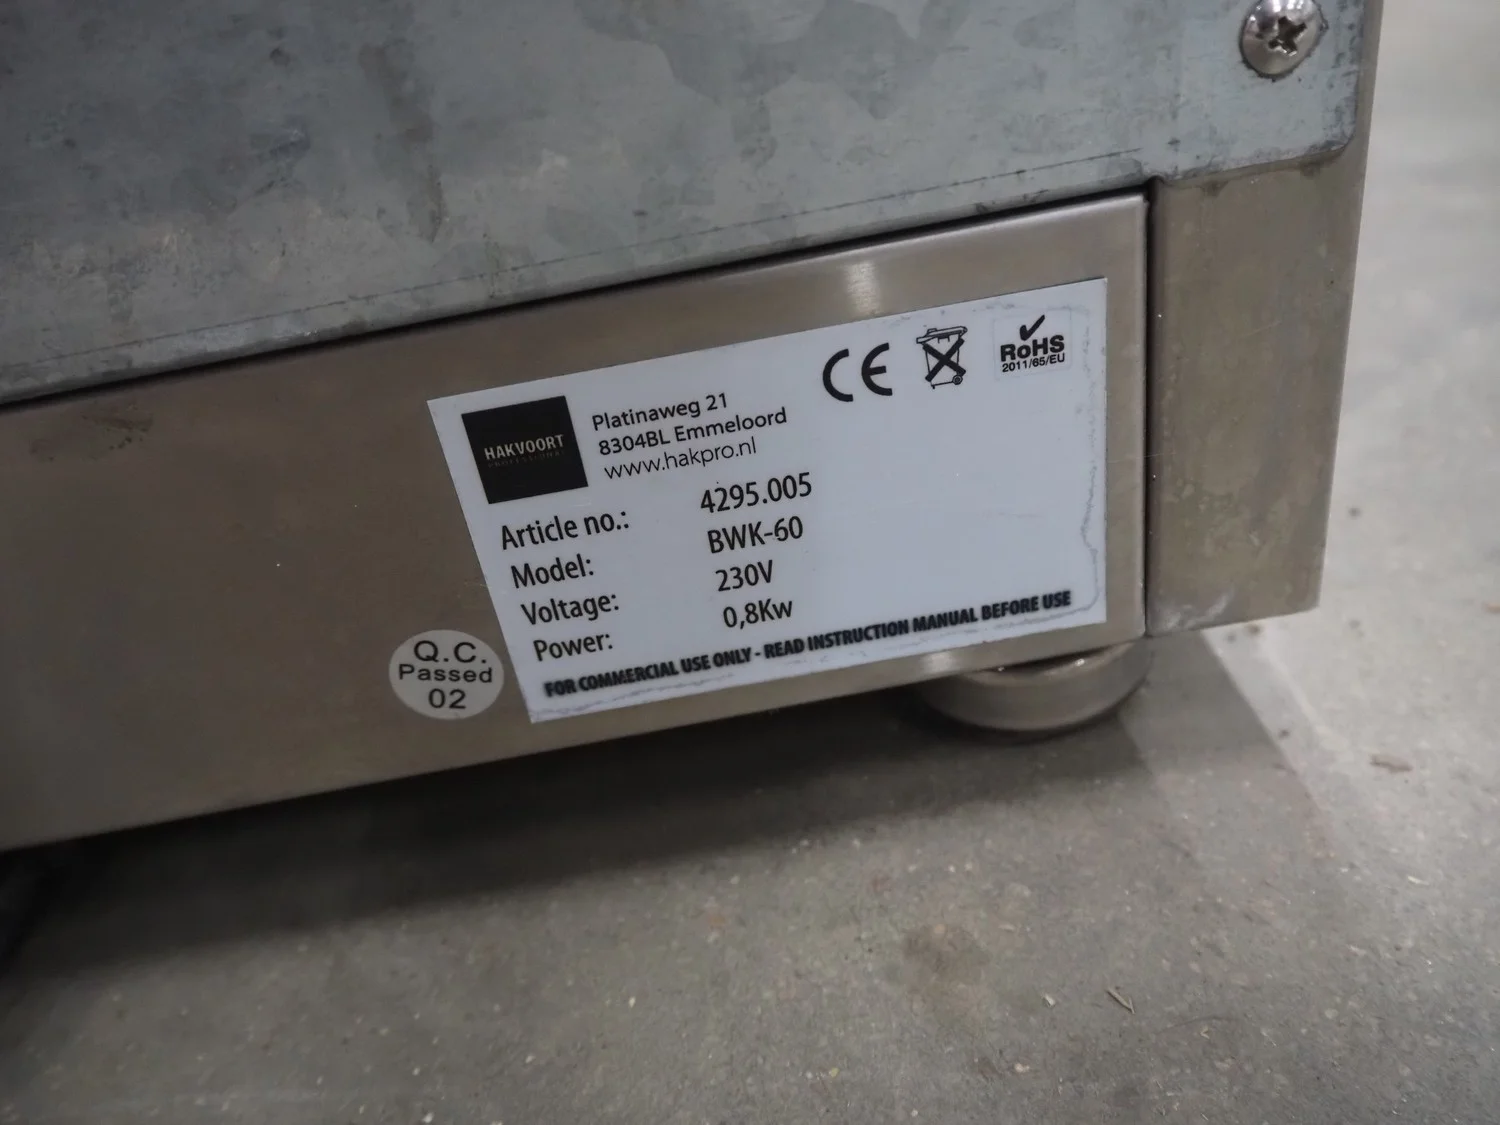 HAKVOORT
PROFESSIONAL
Platinaweg 21
8304BL Emmeloord
www.hakpro.nl
CE
RoHS
2011/65/EU
Article no.: 4295.005
Model: BWK-60
Voltage: 230V
Power: 0,8Kw
FOR COMMERCIAL USE ONLY - READ INSTRUCTION MANUAL BEFORE USE
Q.C.
Passed
02